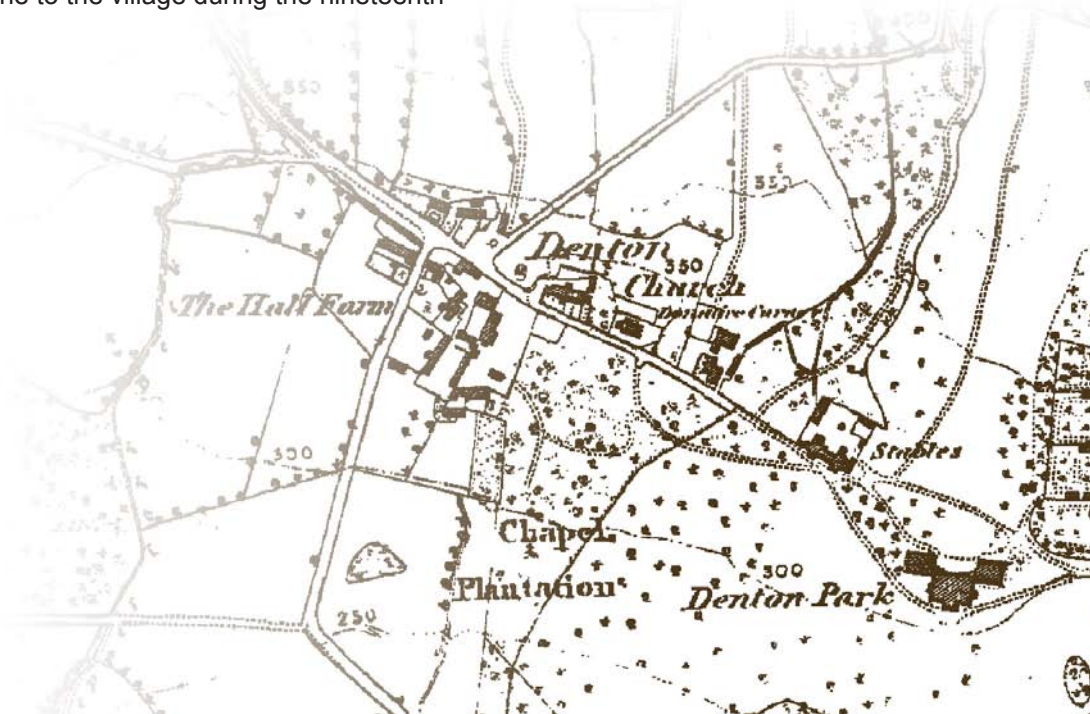 ne to the village during the nineteenth
350
Denton
350
Church
The Hall Farm
Stables
300
Chapel
Plantation
300
Denton Park
250